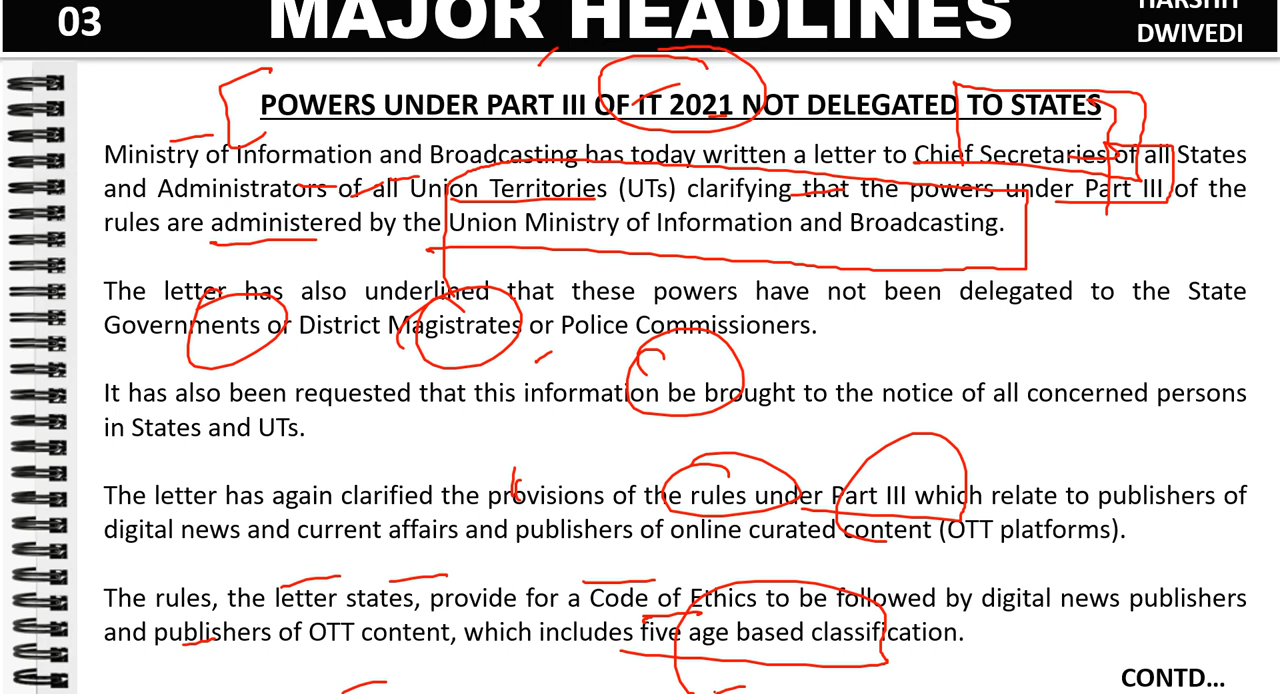 03
MAJOR HEADLINES
HARSHIT
DWIVEDI
POWERS UNDER PART III OF IT 2021 NOT DELEGATED TO STATES
Ministry of Information and Broadcasting has today written a letter to Chief Secretaries of all States
and Administrators of all Union Territories (UTs) clarifying that the powers under Part III of the
rules are administered by the Union Ministry of Information and Broadcasting.
The letter has also underlined that these powers have not been delegated to the State
Governments or District Magistrates or Police Commissioners.
It has also been requested that this information be brought to the notice of all concerned persons
in States and UTs.
The letter has again clarified the provisions of the rules under Part III which relate to publishers of
digital news and current affairs and publishers of online curated content (OTT platforms).
The rules, the letter states, provide for a Code of Ethics to be followed by digital news publishers
and publishers of OTT content, which includes five age based classification.
CONTD...